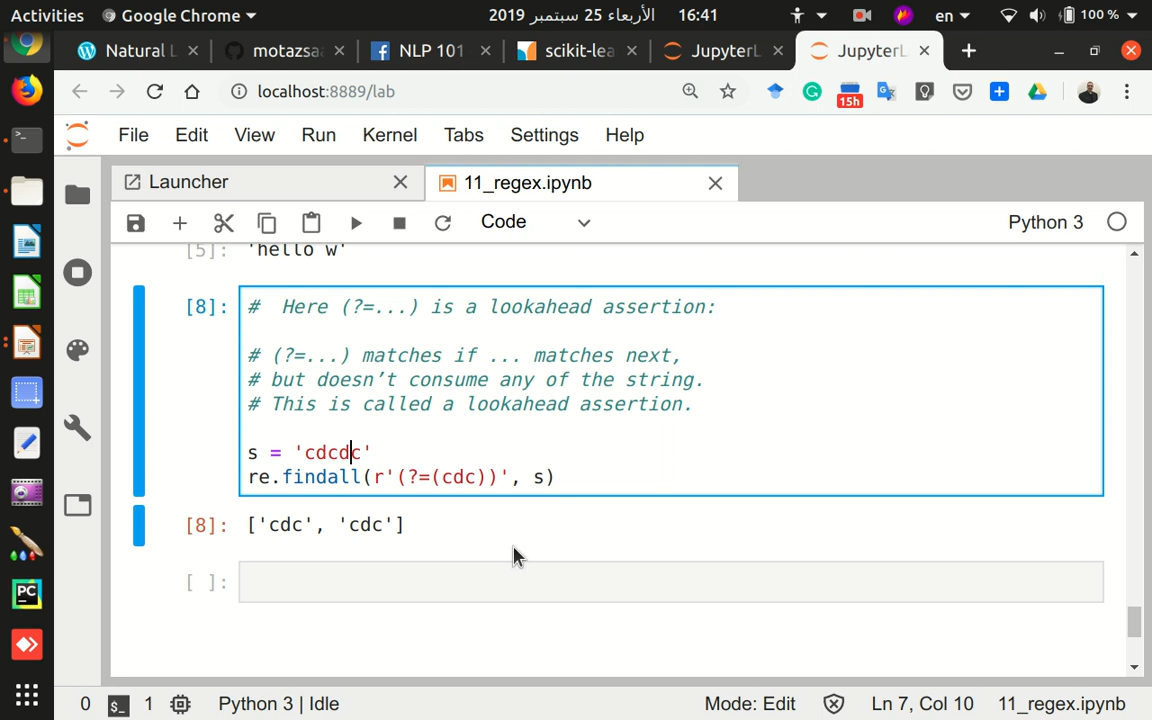 Activities Google Chrome الأربعاء 25 سبتمبر 2019 16:41 en 100 %
Natural L motazsa NLP 101 scikit-lea JupyterL JupyterL
localhost:8889/lab 15h
File Edit View Run Kernel Tabs Settings Help
Launcher 11_regex.ipynb
Code Python 3
[5]: 'hello w'
[8]: # Here (?=...) is a lookahead assertion:
# (?=...) matches if ... matches next,
# but doesn’t consume any of the string.
# This is called a lookahead assertion.
s = 'cdcdc'
re.findall(r'(?=(cdc))', s)
[8]: ['cdc', 'cdc']
[ ]:
PC
0 $_ 1 Python 3 | Idle Mode: Edit Ln 7, Col 10 11_regex.ipynb